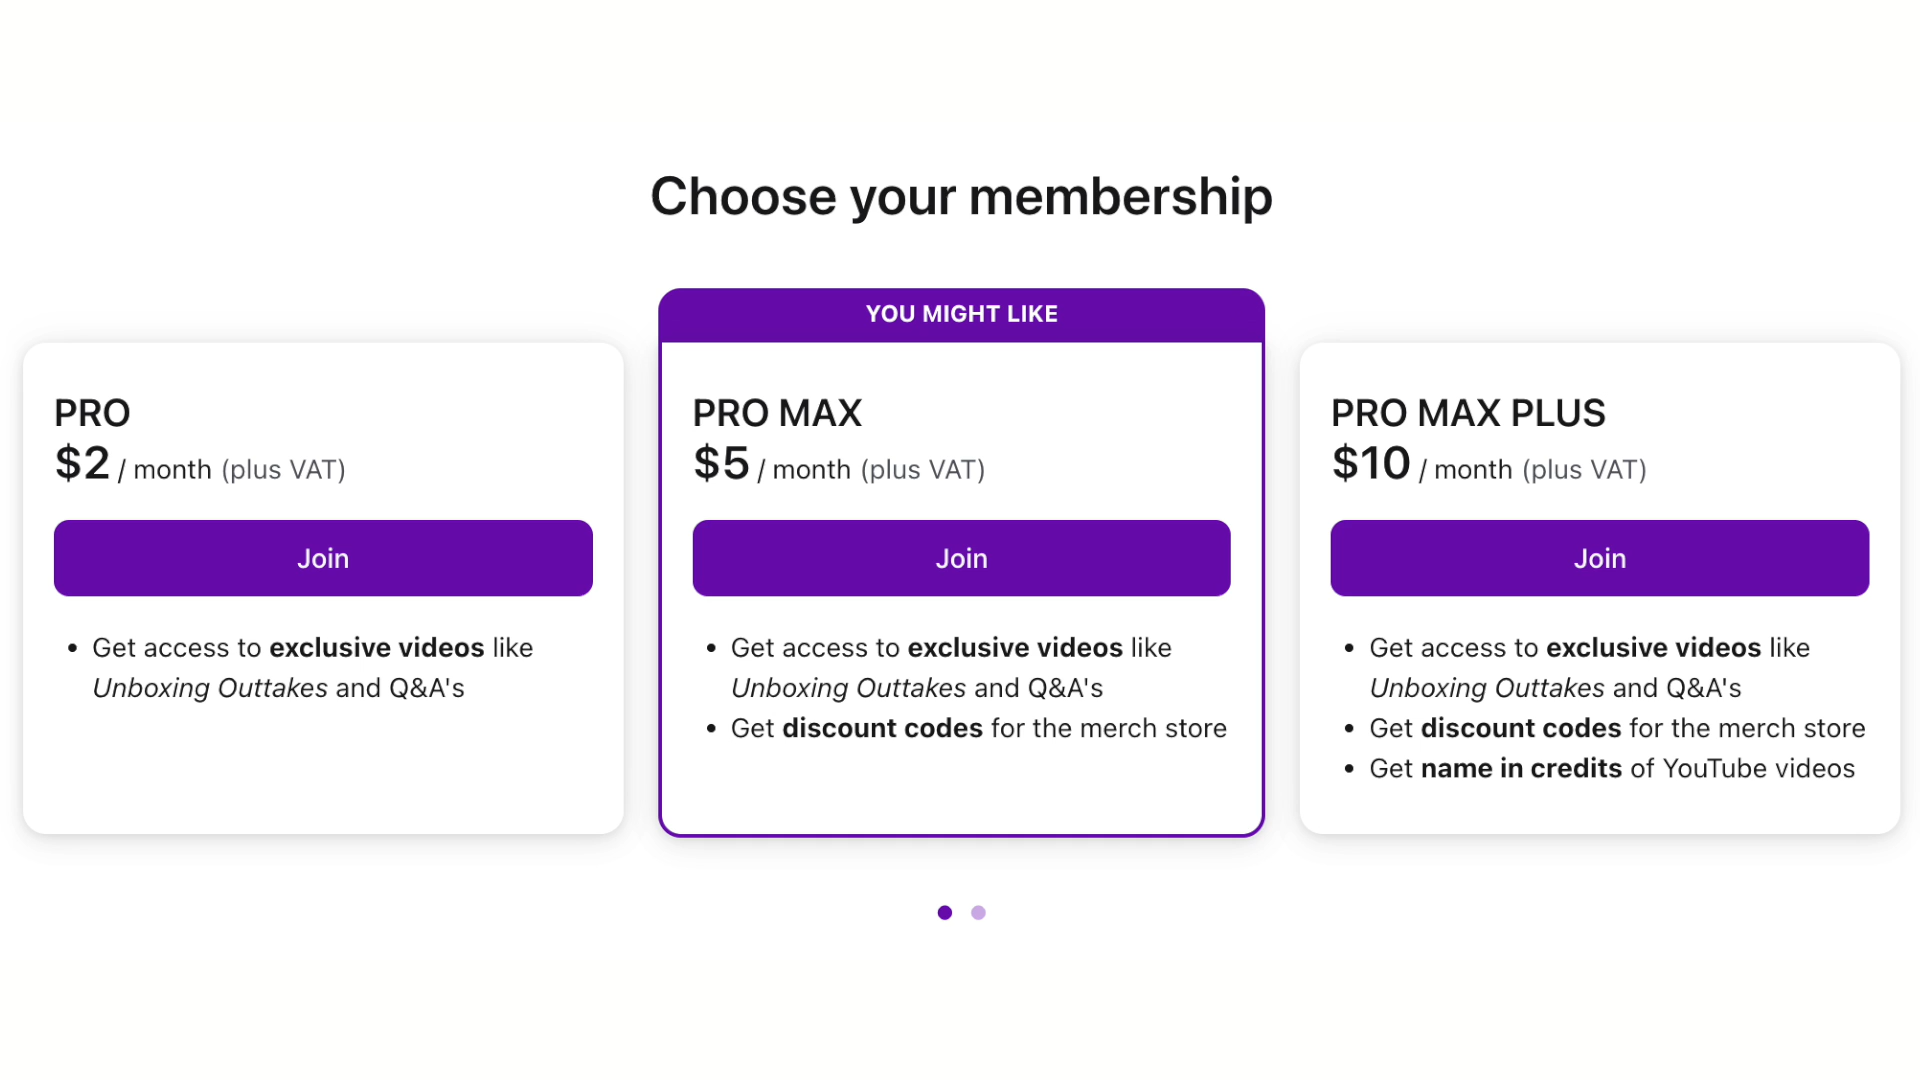 Choose your membership
PRO
$2 / month (plus VAT)
Join
• Get access to exclusive videos like
Unboxing Outtakes and Q&A's
YOU MIGHT LIKE
PRO MAX
$5 / month (plus VAT)
Join
• Get access to exclusive videos like
Unboxing Outtakes and Q&A's
• Get discount codes for the merch store
PRO MAX PLUS
$10 / month (plus VAT)
Join
• Get access to exclusive videos like
Unboxing Outtakes and Q&A's
• Get discount codes for the merch store
• Get name in credits of YouTube videos